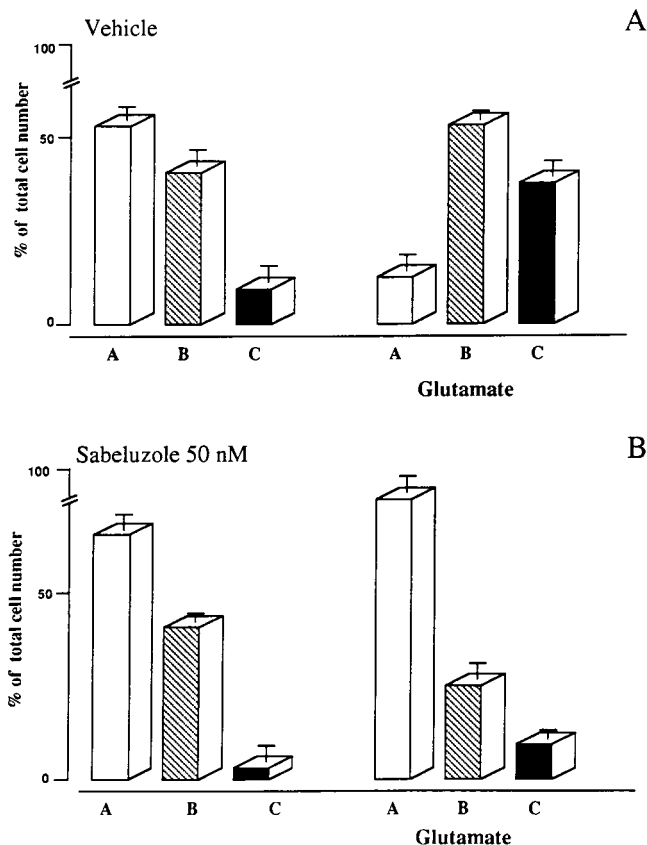 Vehicle
A
100
50
0
% of total cell number
A B C A B C
Glutamate
Sabeluzole 50 nM
B
100
50
0
% of total cell number
A B C A B C
Glutamate